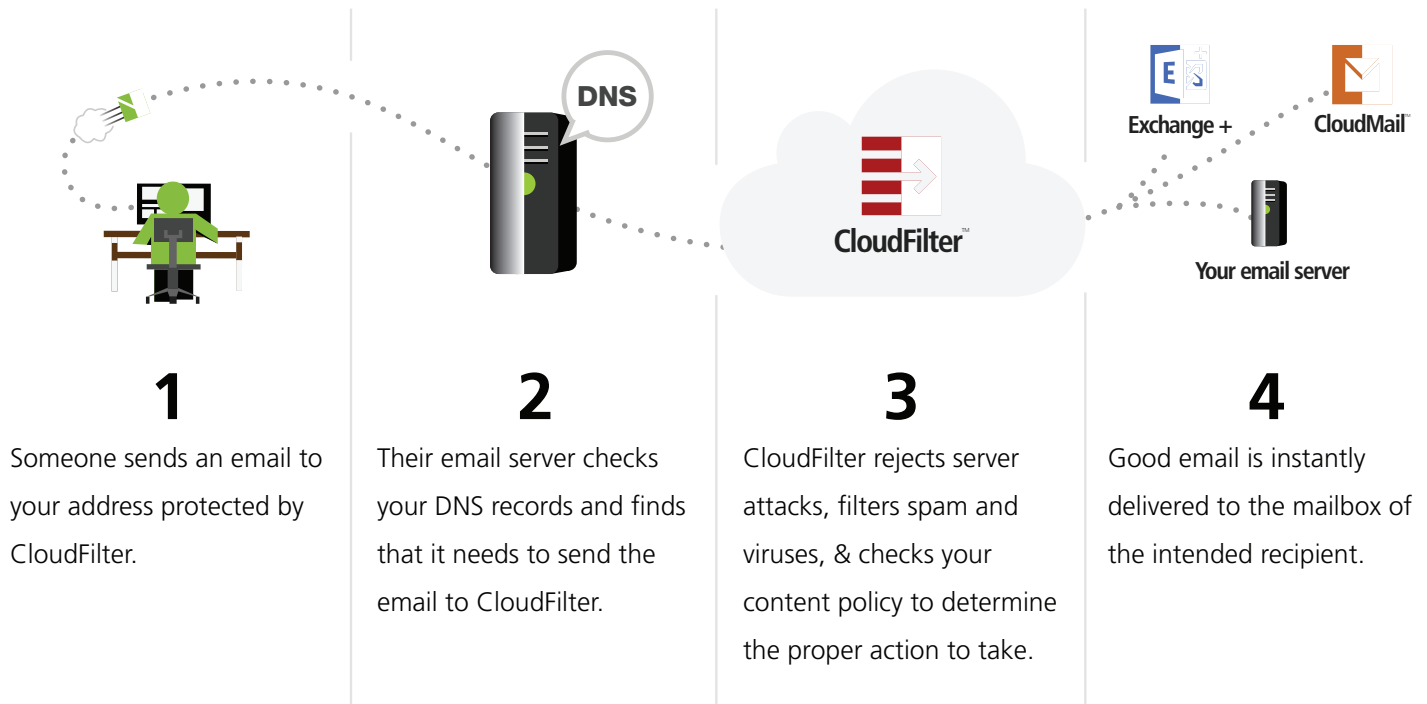 DNS
E
Exchange +
CloudMail™
CloudFilter™
Your email server
1
Someone sends an email to
your address protected by
CloudFilter.
2
Their email server checks
your DNS records and finds
that it needs to send the
email to CloudFilter.
3
CloudFilter rejects server
attacks, filters spam and
viruses, & checks your
content policy to determine
the proper action to take.
4
Good email is instantly
delivered to the mailbox of
the intended recipient.